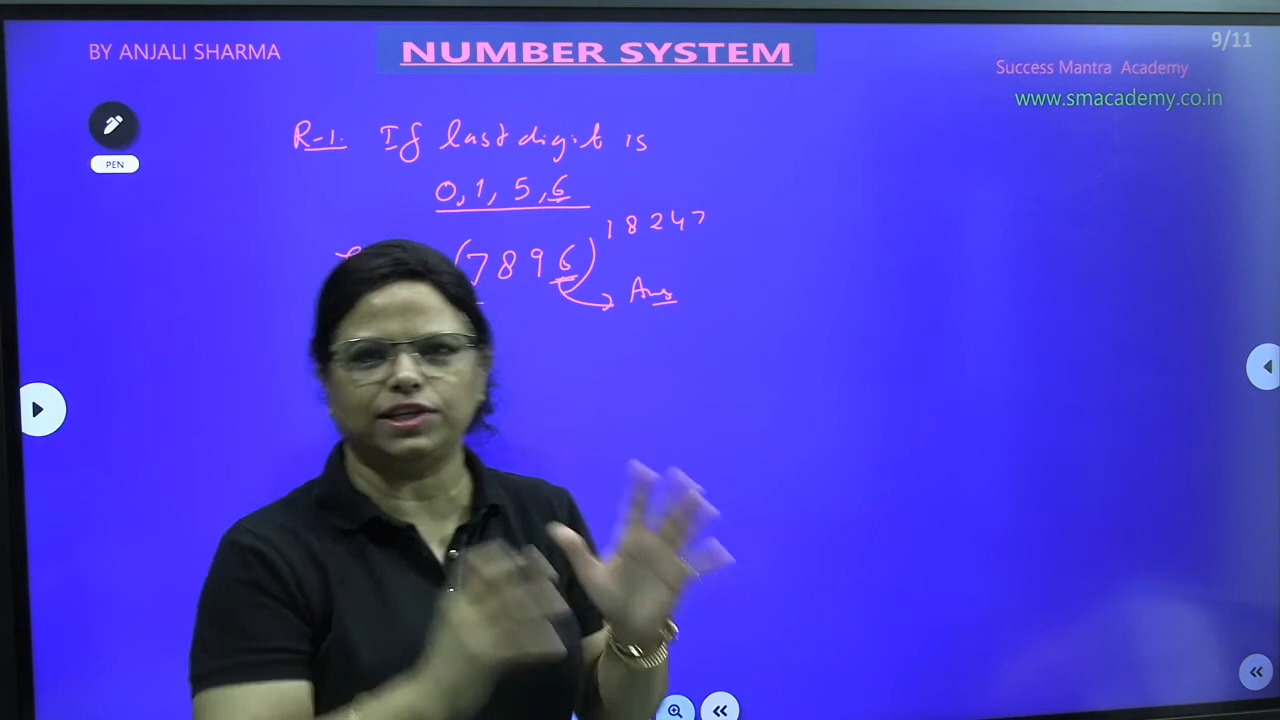 BY ANJALI SHARMA
NUMBER SYSTEM
9/11
Success Mantra Academy
www.smacademy.co.in
PEN
R-1. If last digit is
0, 1, 5, 6
(7896)^18247
Ans